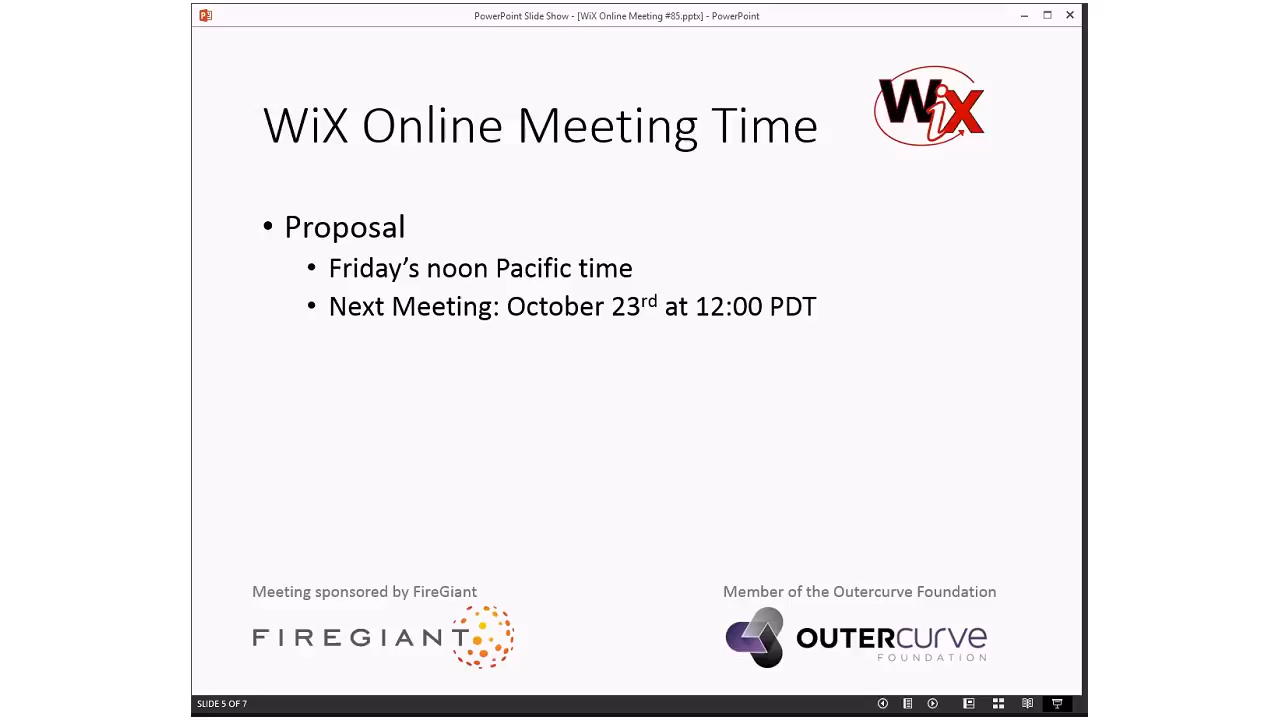 PowerPoint Slide Show - [WiX Online Meeting #85.pptx] - PowerPoint
WiX
WiX Online Meeting Time
• Proposal
• Friday’s noon Pacific time
• Next Meeting: October 23rd at 12:00 PDT
Meeting sponsored by FireGiant
Member of the Outercurve Foundation
FIREGIANT
OUTERCURVE
FOUNDATION
SLIDE 5 OF 7